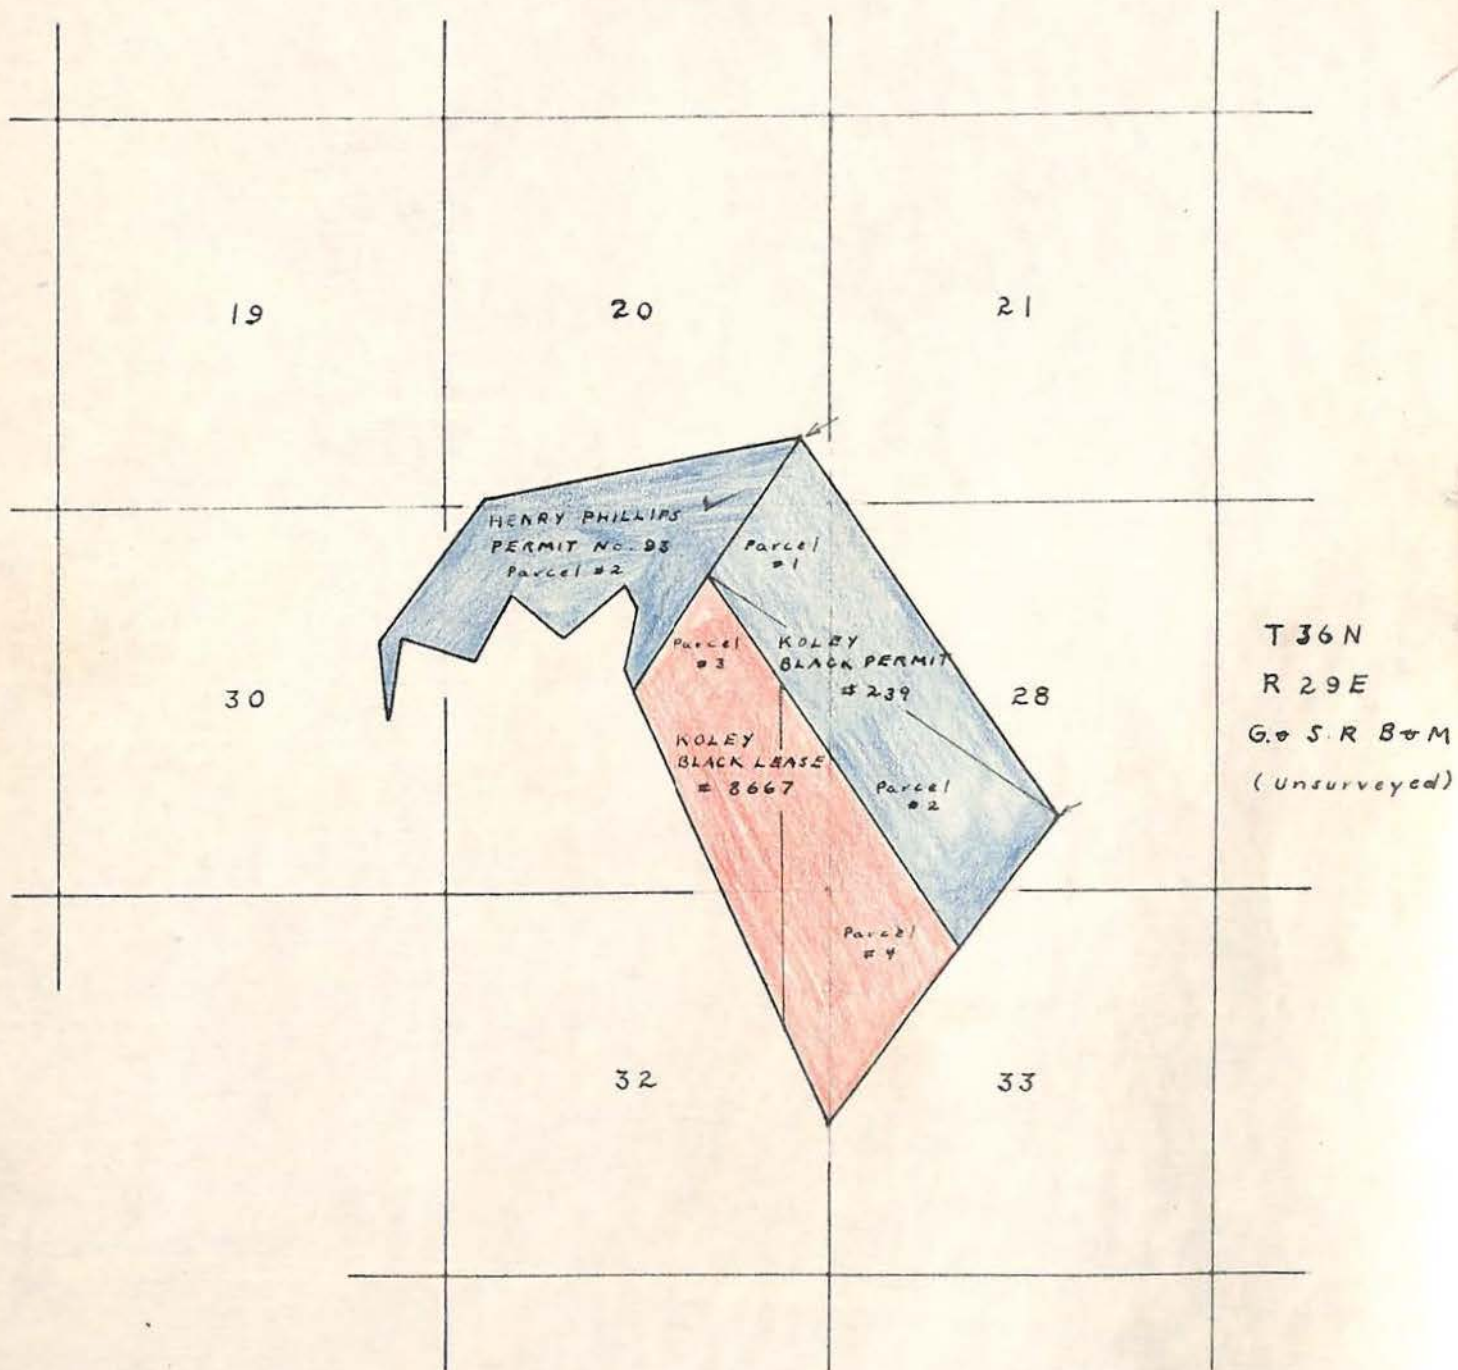 19
20
21
HENRY PHILLIPS
PERMIT No. 93
Parcel #2
Parcel
#1
Parcel
#3
KOLEY
BLACK PERMIT
# 239
30
28
T 36 N
R 29 E
G. & S. R B & M
(Unsurveyed)
KOLEY
BLACK LEASE
# 8667
Parcel
#2
Parcel
#4
32
33